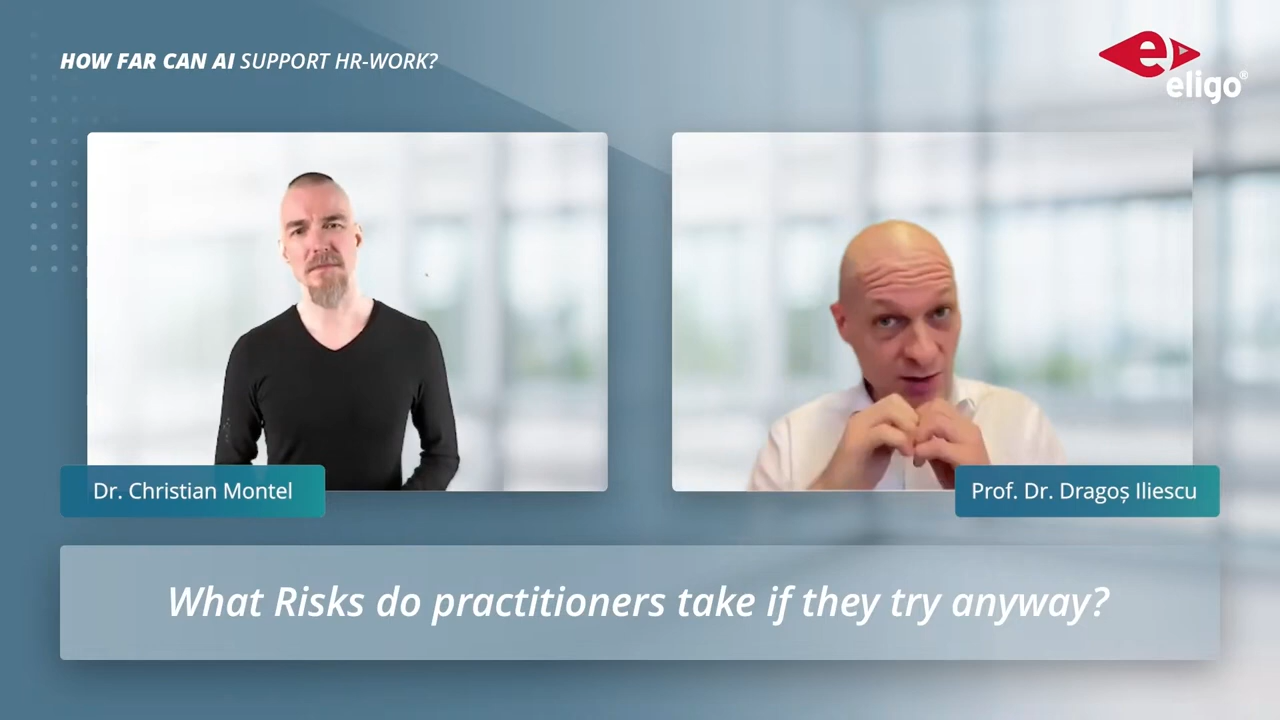 HOW FAR CAN AI SUPPORT HR-WORK?
e
eligo®
Dr. Christian Montel
Prof. Dr. Dragoș Iliescu
What Risks do practitioners take if they try anyway?